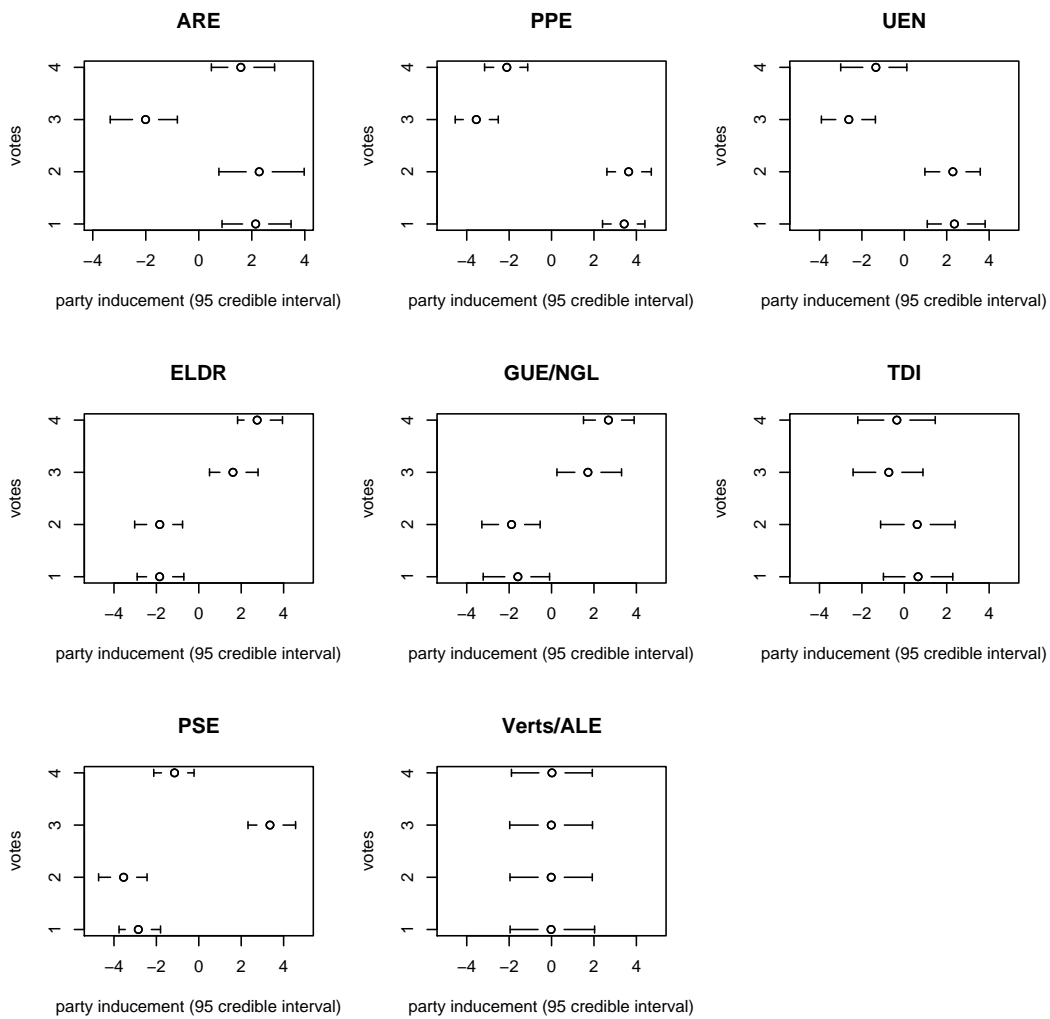 ARE
votes
4
3
2
1
−4 −2 0 2 4
party inducement (95 credible interval)
PPE
votes
4
3
2
1
−4 −2 0 2 4
party inducement (95 credible interval)
UEN
votes
4
3
2
1
−4 −2 0 2 4
party inducement (95 credible interval)
ELDR
votes
4
3
2
1
−4 −2 0 2 4
party inducement (95 credible interval)
GUE/NGL
votes
4
3
2
1
−4 −2 0 2 4
party inducement (95 credible interval)
TDI
votes
4
3
2
1
−4 −2 0 2 4
party inducement (95 credible interval)
PSE
votes
4
3
2
1
−4 −2 0 2 4
party inducement (95 credible interval)
Verts/ALE
votes
4
3
2
1
−4 −2 0 2 4
party inducement (95 credible interval)